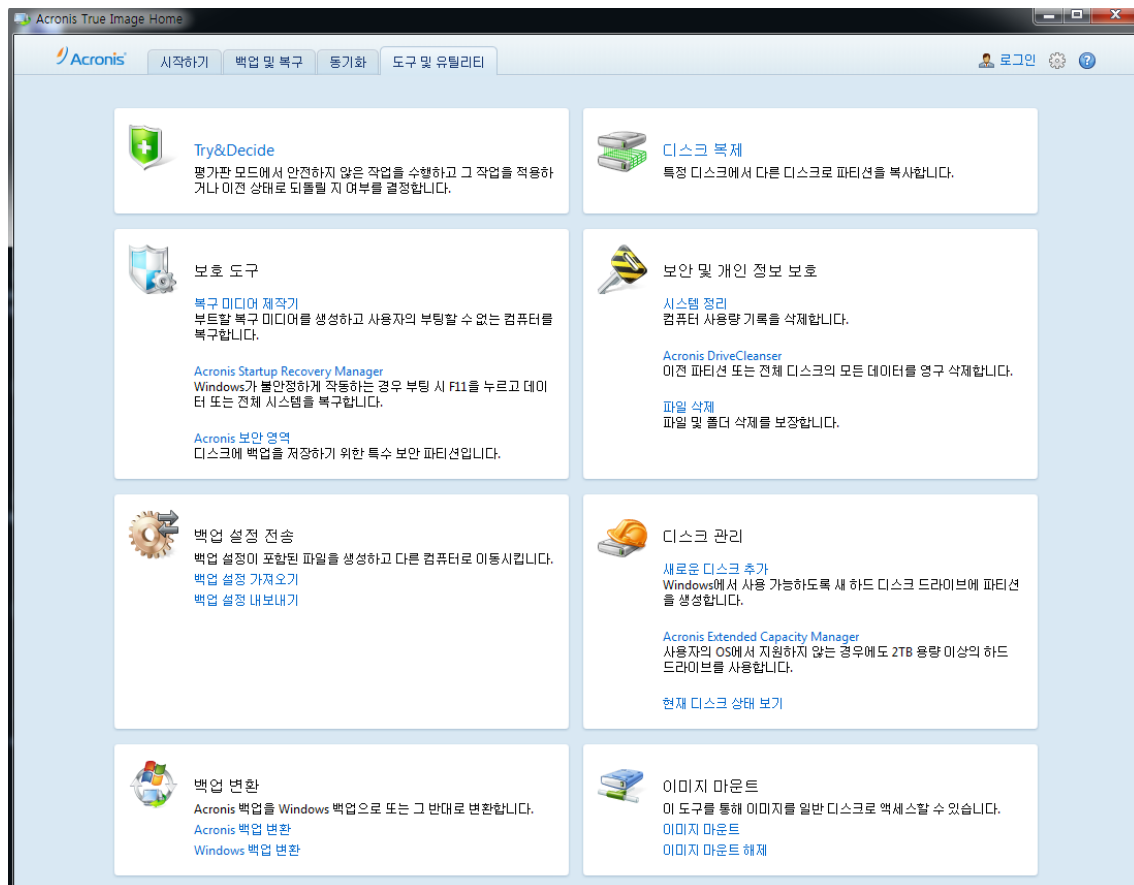 Acronis True Image Home
Acronis
시작하기
백업 및 복구
동기화
도구 및 유틸리티
로그인
Try&Decide
평가판 모드에서 안전하지 않은 작업을 수행하고 그 작업을 적용하
거나 이전 상태로 되돌릴 지 여부를 결정합니다.
디스크 복제
특정 디스크에서 다른 디스크로 파티션을 복사합니다.
보호 도구
복구 미디어 제작기
부트할 복구 미디어를 생성하고 사용자의 부팅할 수 없는 컴퓨터를
복구합니다.
Acronis Startup Recovery Manager
Windows가 불안정하게 작동하는 경우 부팅 시 F11을 누르고 데이
터 또는 전체 시스템을 복구합니다.
Acronis 보안 영역
디스크에 백업을 저장하기 위한 특수 보안 파티션입니다.
보안 및 개인 정보 보호
시스템 정리
컴퓨터 사용량 기록을 삭제합니다.
Acronis DriveCleanser
이전 파티션 또는 전체 디스크의 모든 데이터를 영구 삭제합니다.
파일 삭제
파일 및 폴더 삭제를 보장합니다.
백업 설정 전송
백업 설정이 포함된 파일을 생성하고 다른 컴퓨터로 이동시킵니다.
백업 설정 가져오기
백업 설정 내보내기
디스크 관리
새로운 디스크 추가
Windows에서 사용 가능하도록 새 하드 디스크 드라이브에 파티션
을 생성합니다.
Acronis Extended Capacity Manager
사용자의 OS에서 지원하지 않는 경우에도 2TB 용량 이상의 하드
드라이브를 사용합니다.
현재 디스크 상태 보기
백업 변환
Acronis 백업을 Windows 백업으로 또는 그 반대로 변환합니다.
Acronis 백업 변환
Windows 백업 변환
이미지 마운트
이 도구를 통해 이미지를 일반 디스크로 액세스할 수 있습니다.
이미지 마운트
이미지 마운트 해제